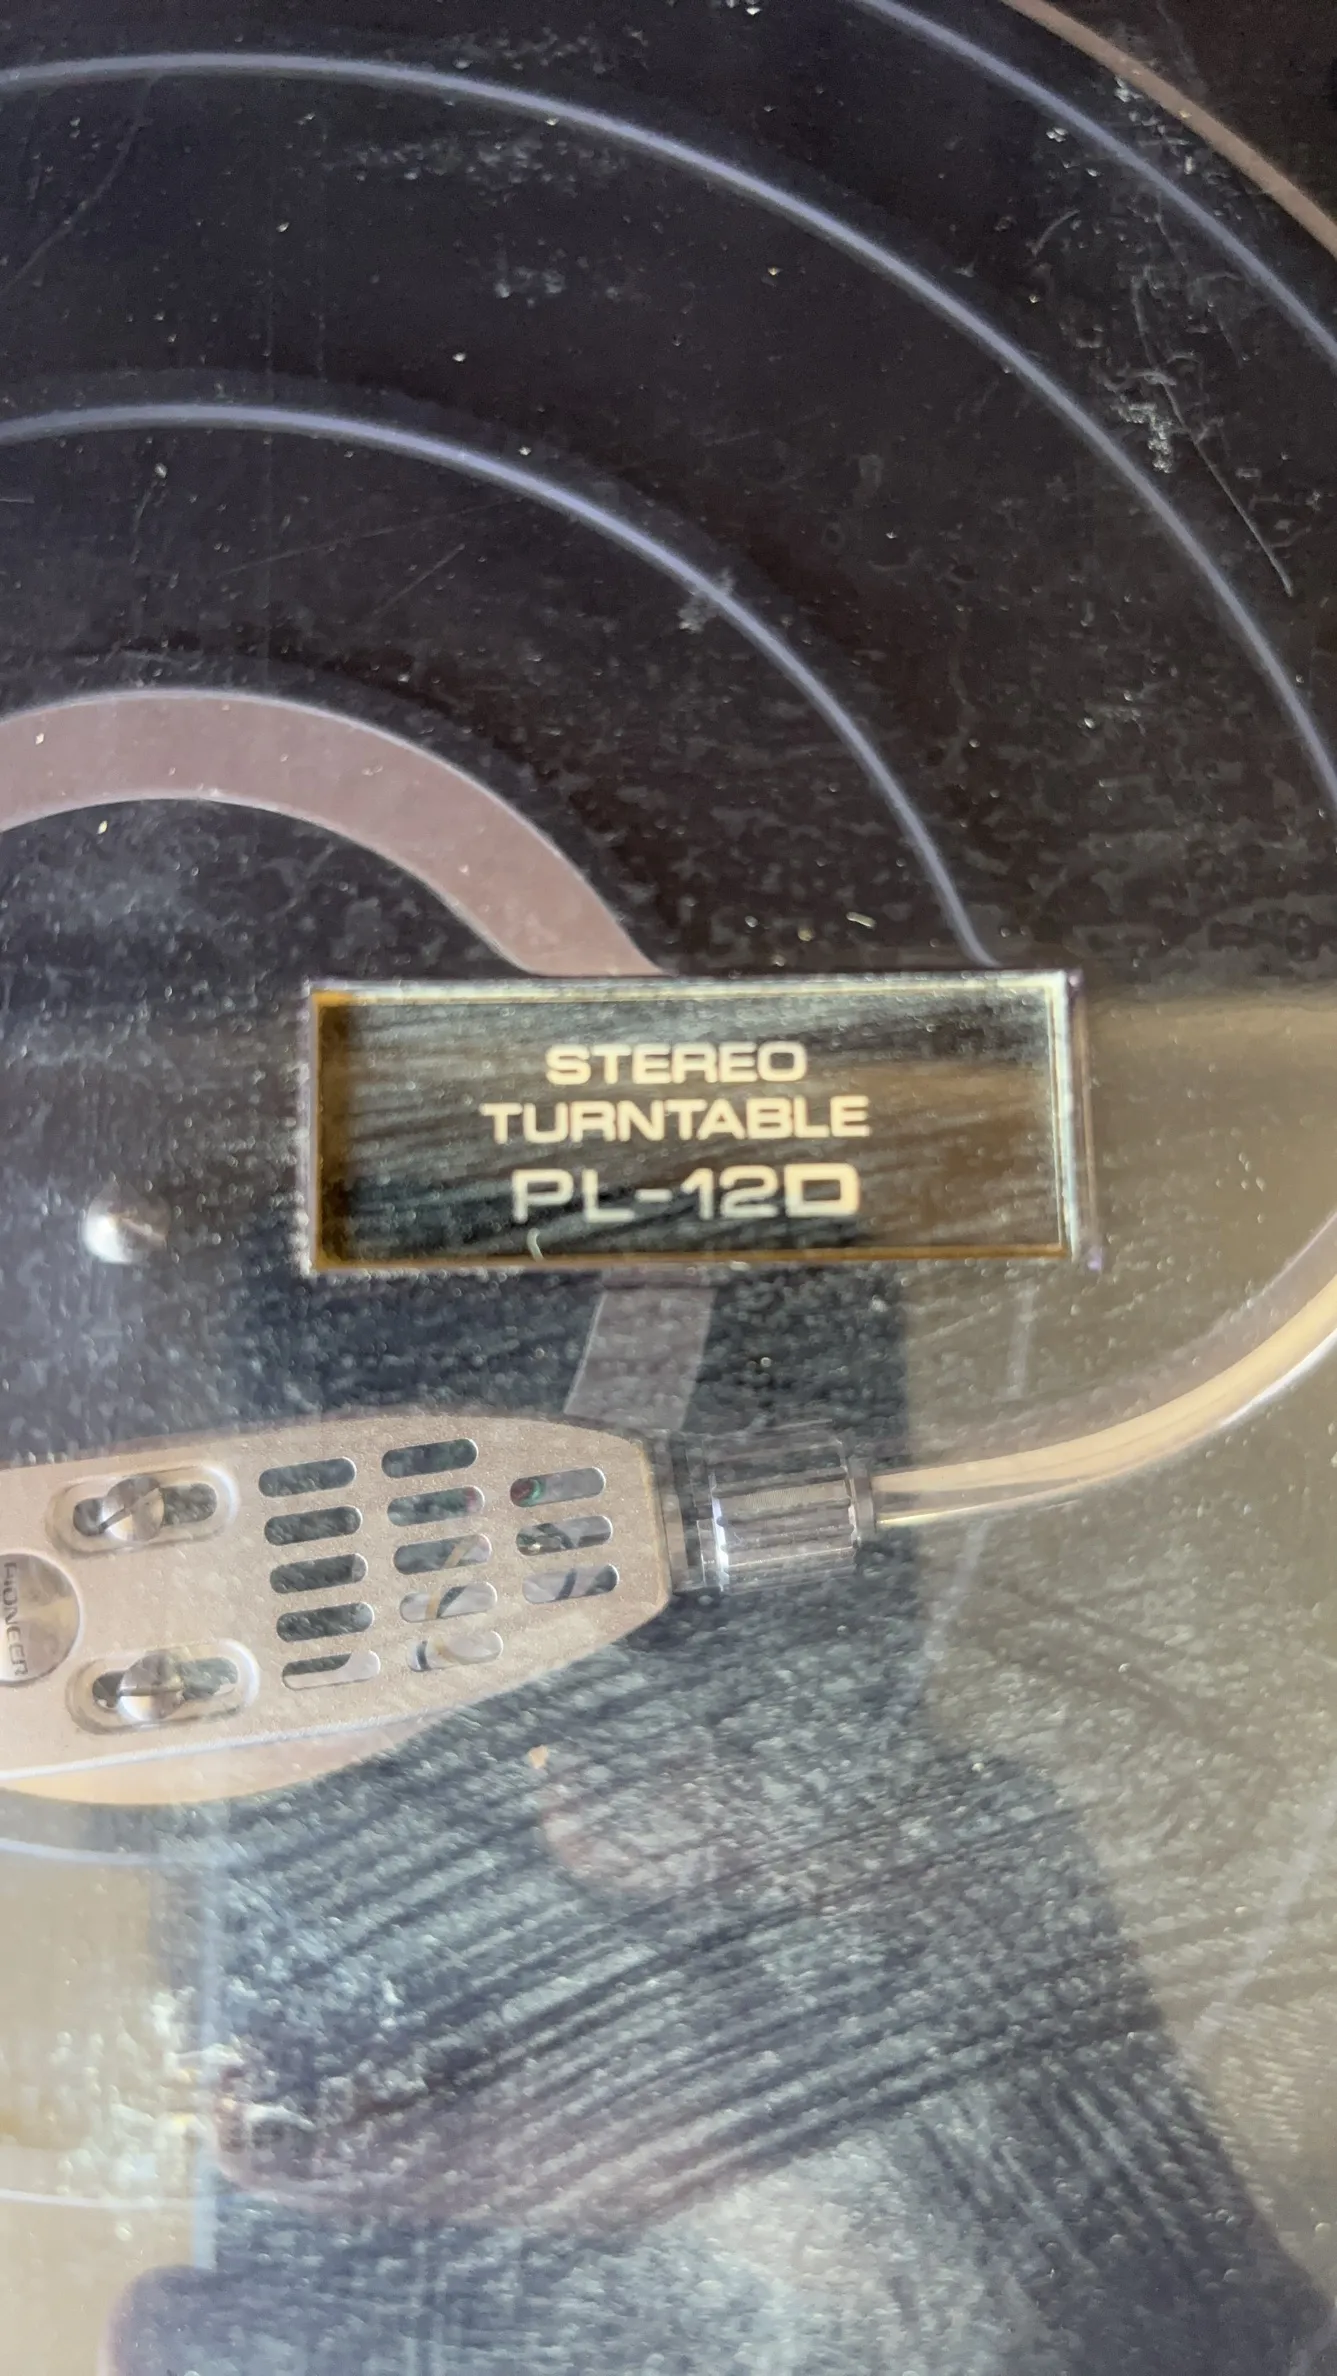 STEREO
TURNTABLE
PL-12D
PIONEER